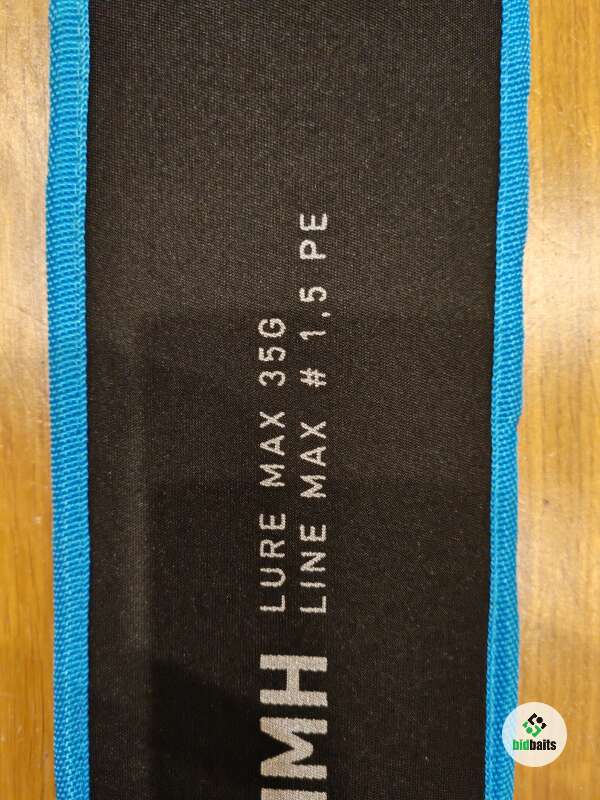 LURE MAX 35G
LINE MAX # 1,5 PE
MH
bidbaits